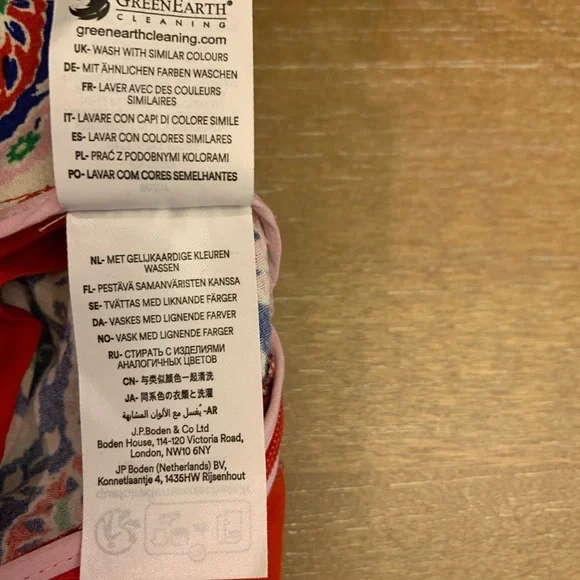 GREENEARTH®
CLEANING
greenearthcleaning.com
UK- WASH WITH SIMILAR COLOURS
DE- MIT ÄHNLICHEN FARBEN WASCHEN
FR- LAVER AVEC DES COULEURS
SIMILAIRES
IT- LAVARE CON CAPI DI COLORE SIMILE
ES- LAVAR CON COLORES SIMILARES
PL- PRAĆ Z PODOBNYMI KOLORAMI
PO- LAVAR COM CORES SEMELHANTES
NL- MET GELIJKAARDIGE KLEUREN
WASSEN
FL- PESTÄVÄ SAMANVÄRISTEN KANSSA
SE- TVÄTTAS MED LIKNANDE FÄRGER
DA- VASKES MED LIGNENDE FARVER
NO- VASK MED LIGNENDE FARGER
RU- СТИРАТЬ С ИЗДЕЛИЯМИ
АНАЛОГИЧНЫХ ЦВЕТОВ
CN- 与类似颜色一起清洗
JA- 同系色の衣類と洗濯
AR- يُغسل مع الألوان المشابهة
J.P.Boden & Co Ltd
Boden House, 114-120 Victoria Road,
London, NW10 6NY
JP Boden (Netherlands) BV,
Konnetlaantje 4, 1435HW Rijsenhout